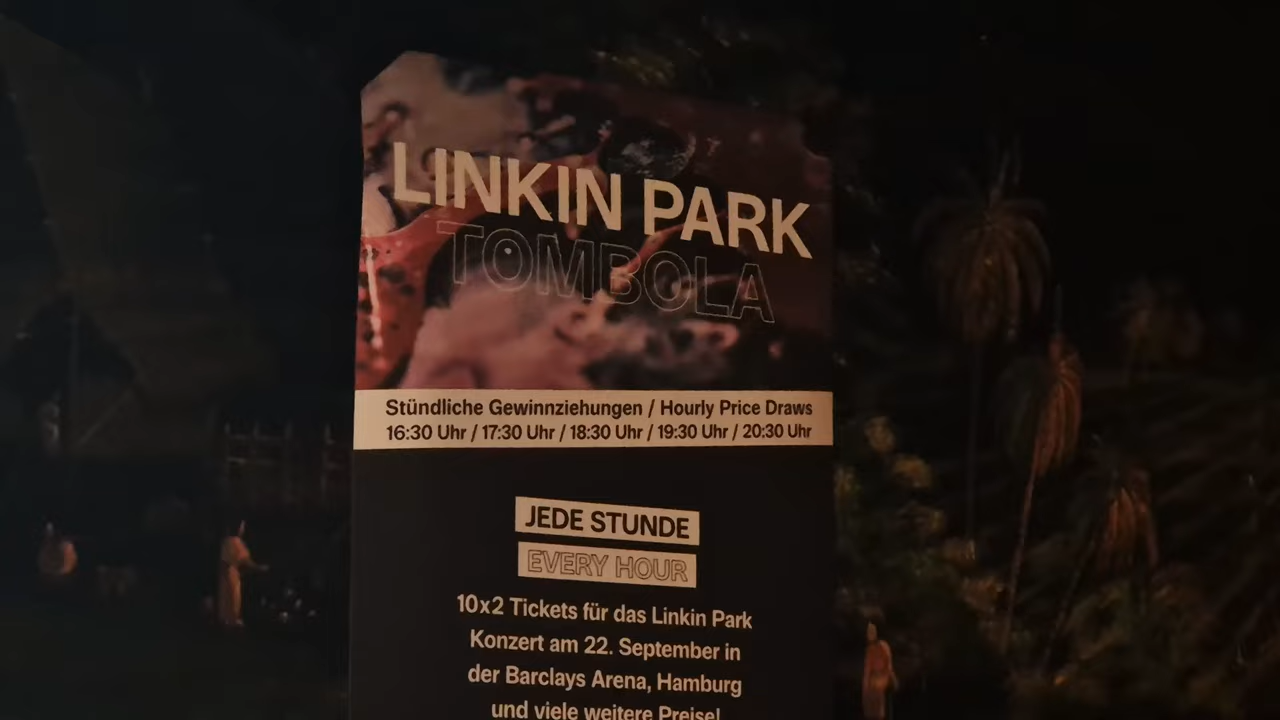 LINKIN PARK
TOMBOLA
Stündliche Gewinnziehungen / Hourly Price Draws
16:30 Uhr / 17:30 Uhr / 18:30 Uhr / 19:30 Uhr / 20:30 Uhr
JEDE STUNDE
EVERY HOUR
10x2 Tickets für das Linkin Park
Konzert am 22. September in
der Barclays Arena, Hamburg
und viele weitere Preise!